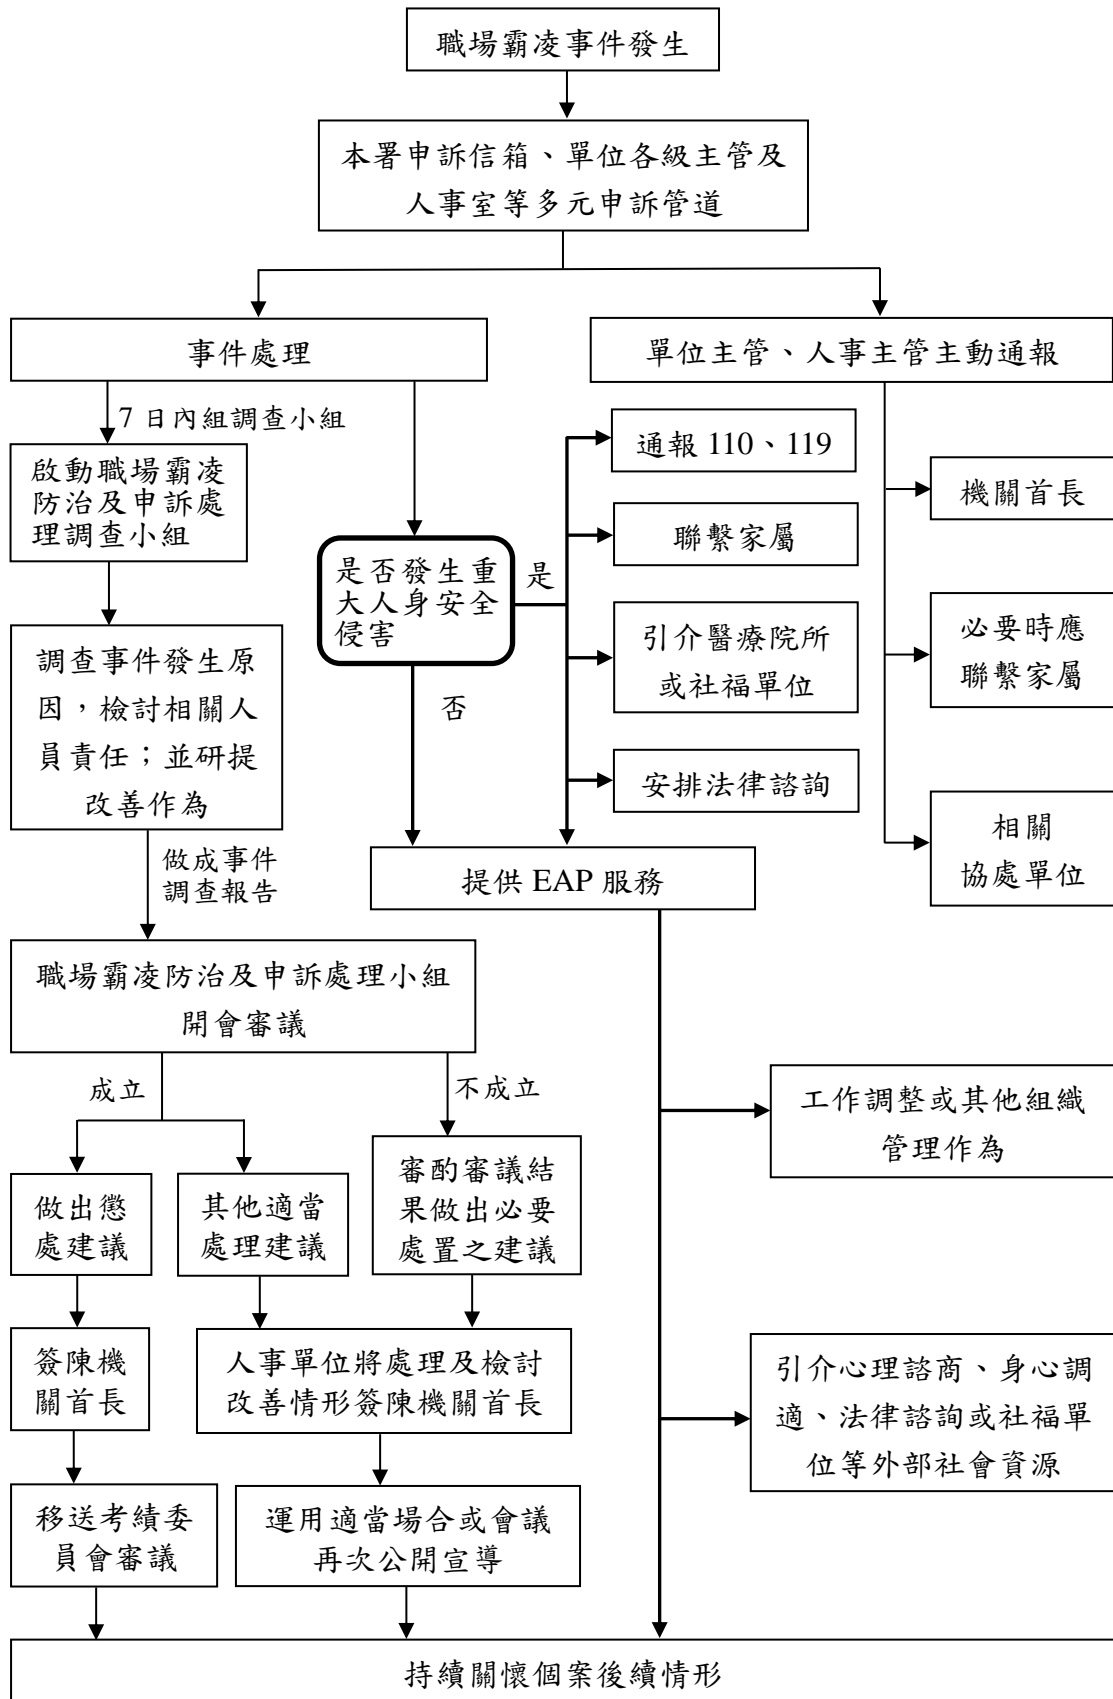 職場霸凌事件發生
本署申訴信箱、單位各級主管及
人事室等多元申訴管道
事件處理
單位主管、人事主管主動通報
7 日內組調查小組
啟動職場霸凌
防治及申訴處
理調查小組
是否發生重
大人身安全
侵害
是
否
通報 110、119
聯繫家屬
引介醫療院所
或社福單位
安排法律諮詢
機關首長
必要時應
聯繫家屬
相關
協處單位
調查事件發生原
因，檢討相關人
員責任；並研提
改善作為
做成事件
調查報告
提供 EAP 服務
職場霸凌防治及申訴處理小組
開會審議
成立
不成立
做出懲
處建議
其他適當
處理建議
審酌審議結
果做出必要
處置之建議
工作調整或其他組織
管理作為
簽陳機
關首長
人事單位將處理及檢討
改善情形簽陳機關首長
引介心理諮商、身心調
適、法律諮詢或社福單
位等外部社會資源
移送考績委
員會審議
運用適當場合或會議
再次公開宣導
持續關懷個案後續情形